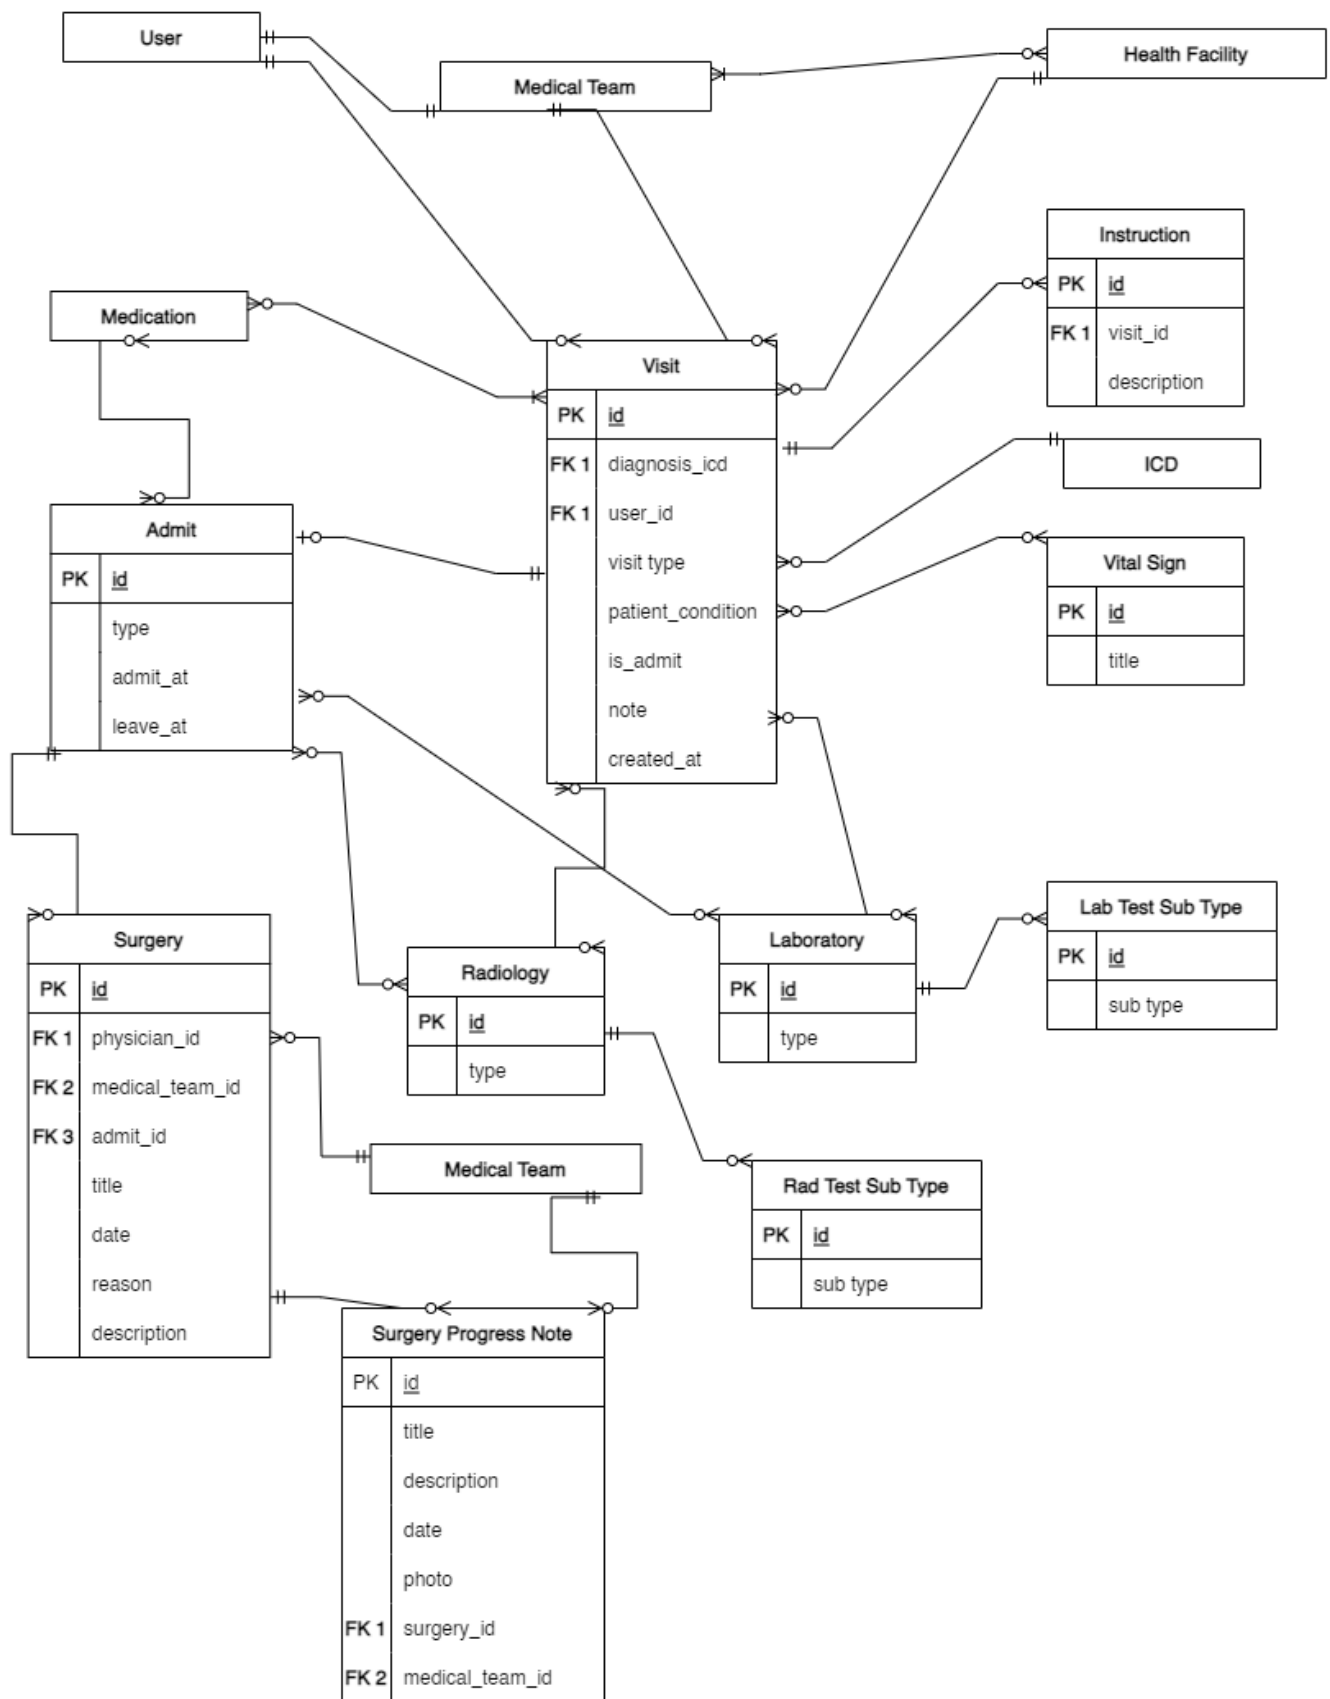 User
Medical Team
Health Facility
Instruction
PK id
FK 1 visit_id
description
Medication
Visit
PK id
FK 1 diagnosis_icd
FK 1 user_id
visit type
patient_condition
is_admit
note
created_at
ICD
Vital Sign
PK id
title
Admit
PK id
type
admit_at
leave_at
Surgery
PK id
FK 1 physician_id
FK 2 medical_team_id
FK 3 admit_id
title
date
reason
description
Radiology
PK id
type
Laboratory
PK id
type
Lab Test Sub Type
PK id
sub type
Medical Team
Rad Test Sub Type
PK id
sub type
Surgery Progress Note
PK id
title
description
date
photo
FK 1 surgery_id
FK 2 medical_team_id